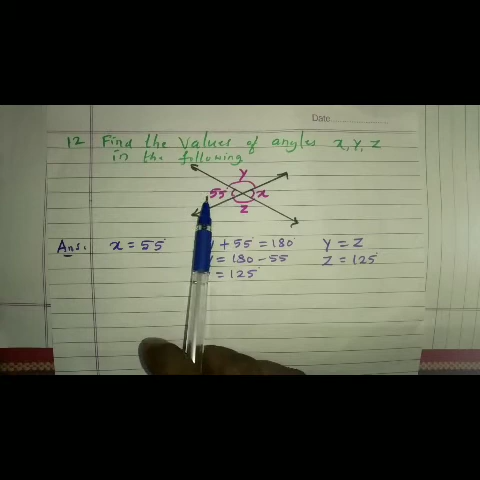 Date
12 Find the values of angles x, y, z
in the following
y
55° x
z
Ans. x = 55° + 55° = 180° y = z
= 180 - 55 z = 125°
= 125°